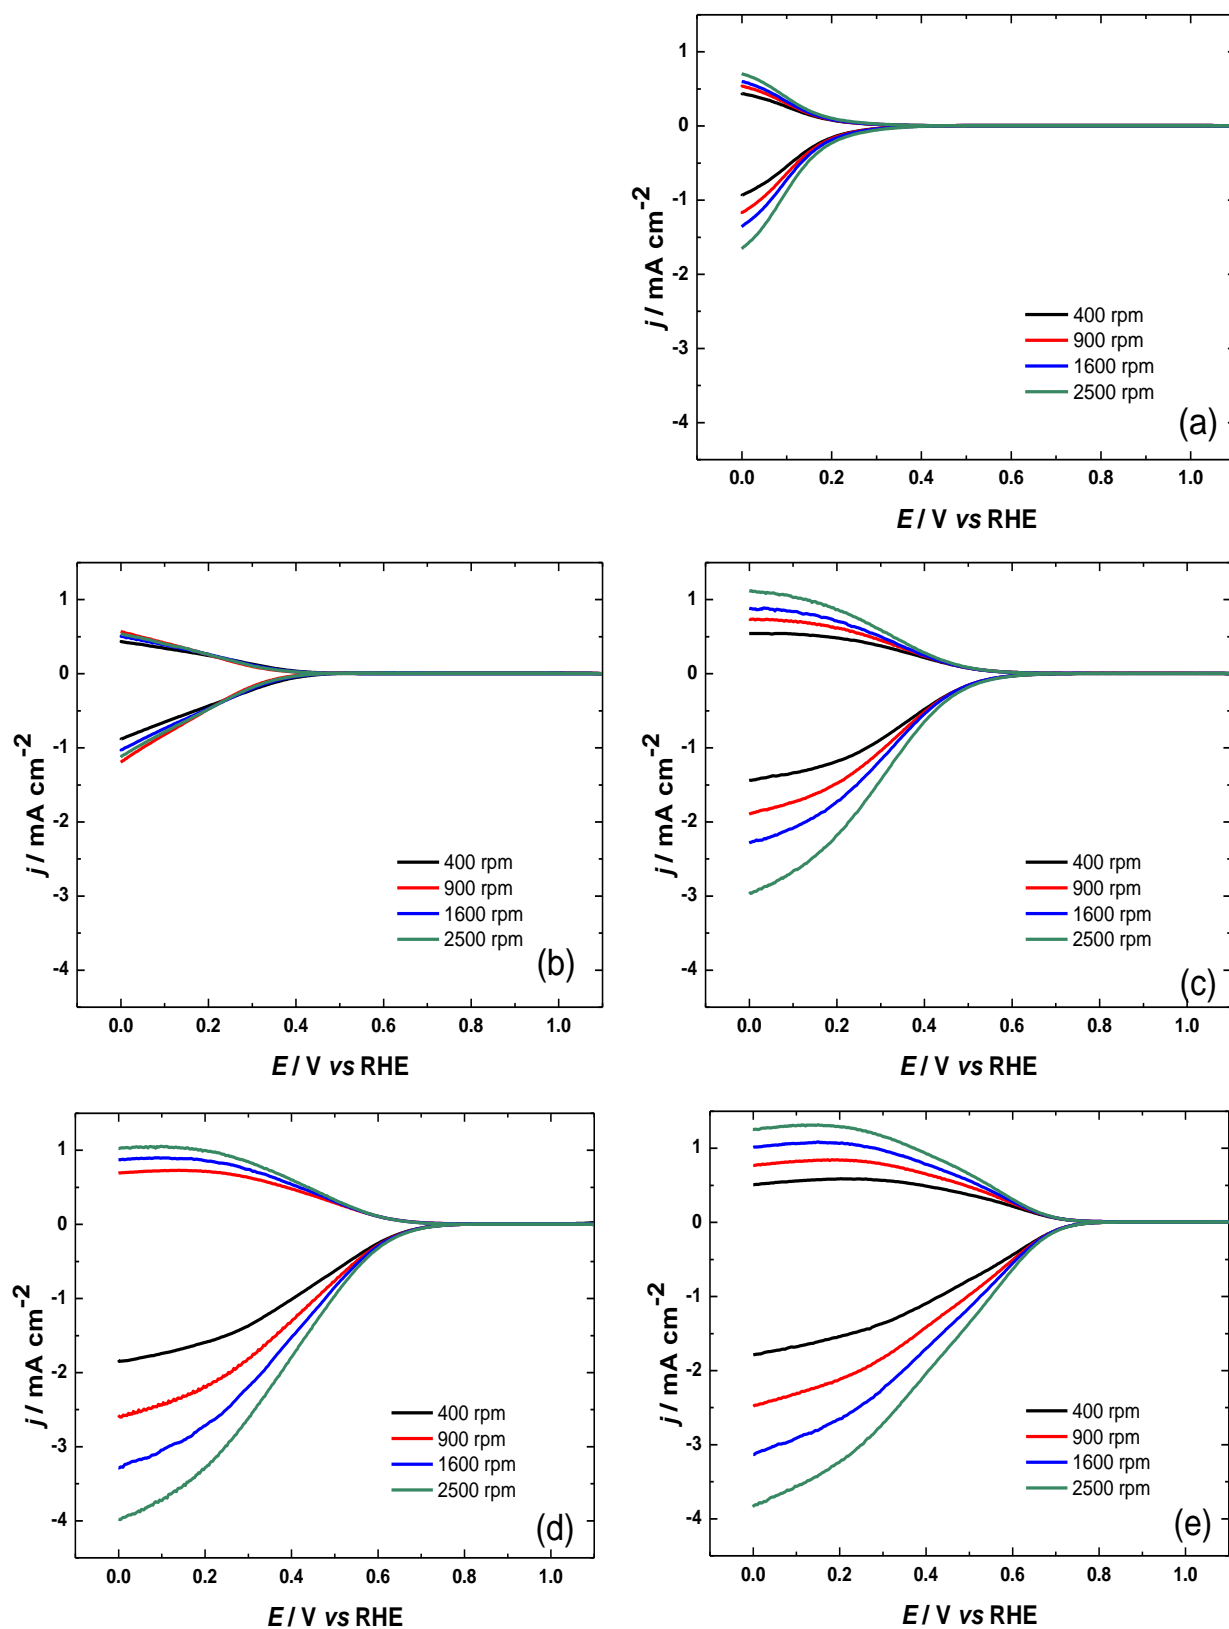 1
0
-1
-2
-3
-4
j / mA cm-2
400 rpm
900 rpm
1600 rpm
2500 rpm
(a)
0.0 0.2 0.4 0.6 0.8 1.0
E / V vs RHE
1
0
-1
-2
-3
-4
j / mA cm-2
400 rpm
900 rpm
1600 rpm
2500 rpm
(b)
0.0 0.2 0.4 0.6 0.8 1.0
E / V vs RHE
1
0
-1
-2
-3
-4
j / mA cm-2
400 rpm
900 rpm
1600 rpm
2500 rpm
(c)
0.0 0.2 0.4 0.6 0.8 1.0
E / V vs RHE
1
0
-1
-2
-3
-4
j / mA cm-2
400 rpm
900 rpm
1600 rpm
2500 rpm
(d)
0.0 0.2 0.4 0.6 0.8 1.0
E / V vs RHE
1
0
-1
-2
-3
-4
j / mA cm-2
400 rpm
900 rpm
1600 rpm
2500 rpm
(e)
0.0 0.2 0.4 0.6 0.8 1.0
E / V vs RHE